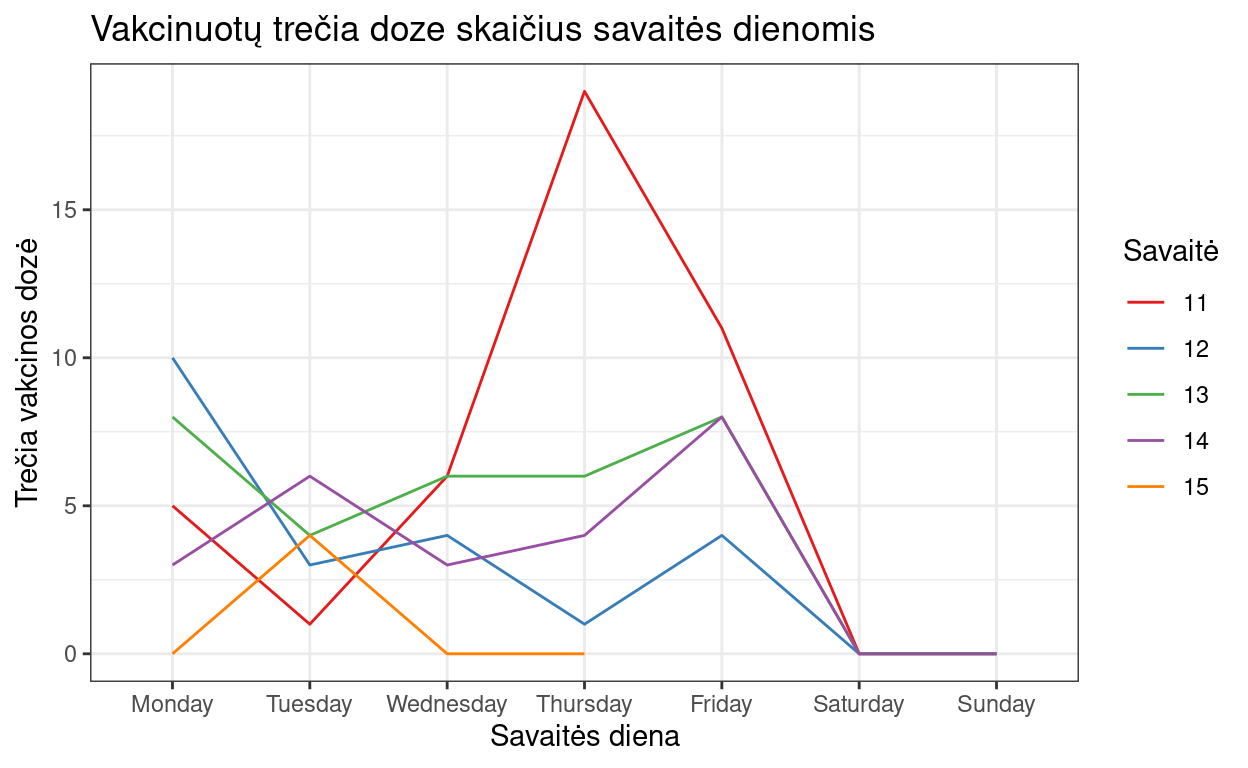 Vakcinuotų trečia doze skaičius savaitės dienomis
Trečia vakcinos dozė
15
10
5
0
Monday
Tuesday
Wednesday
Thursday
Friday
Saturday
Sunday
Savaitės diena
Savaitė
11
12
13
14
15